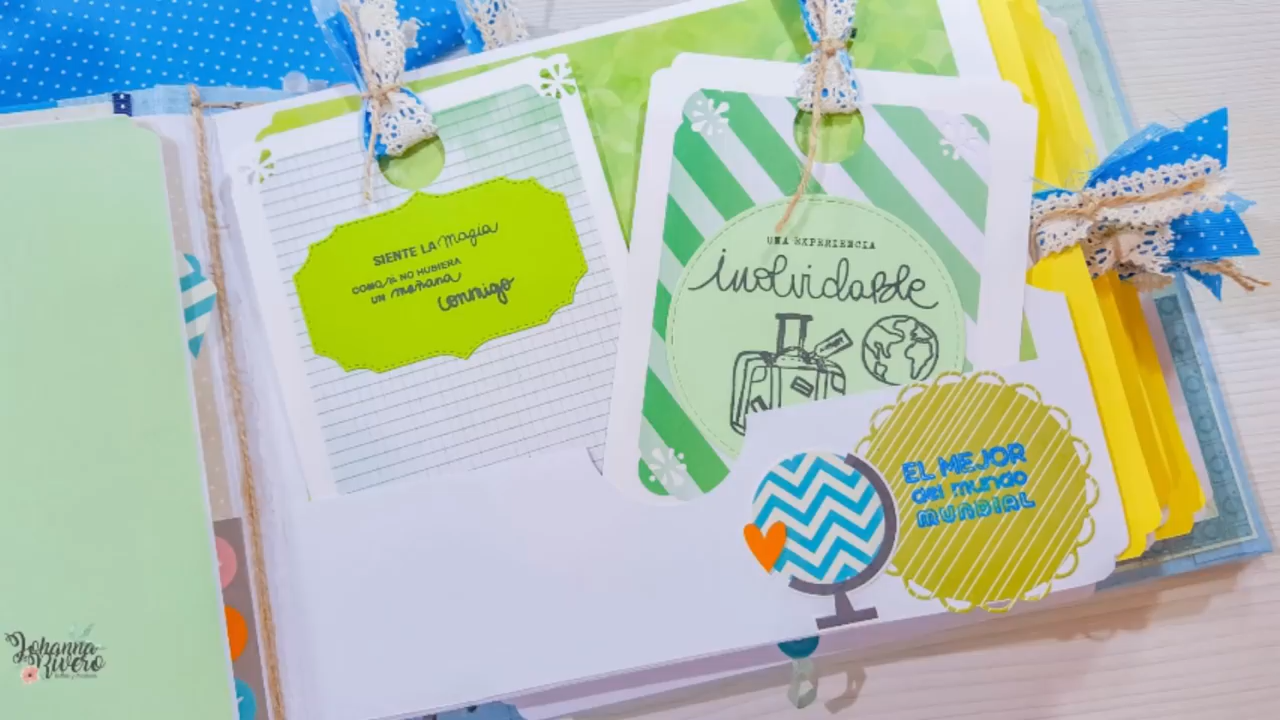 SIENTE LA magia
COMO si NO HUBIERA
UN mañana
conmigo
UNA EXPERIENCIA
inolvidable
EL MEJOR
del mundo
MUNDIAL
Johanna
Rivero